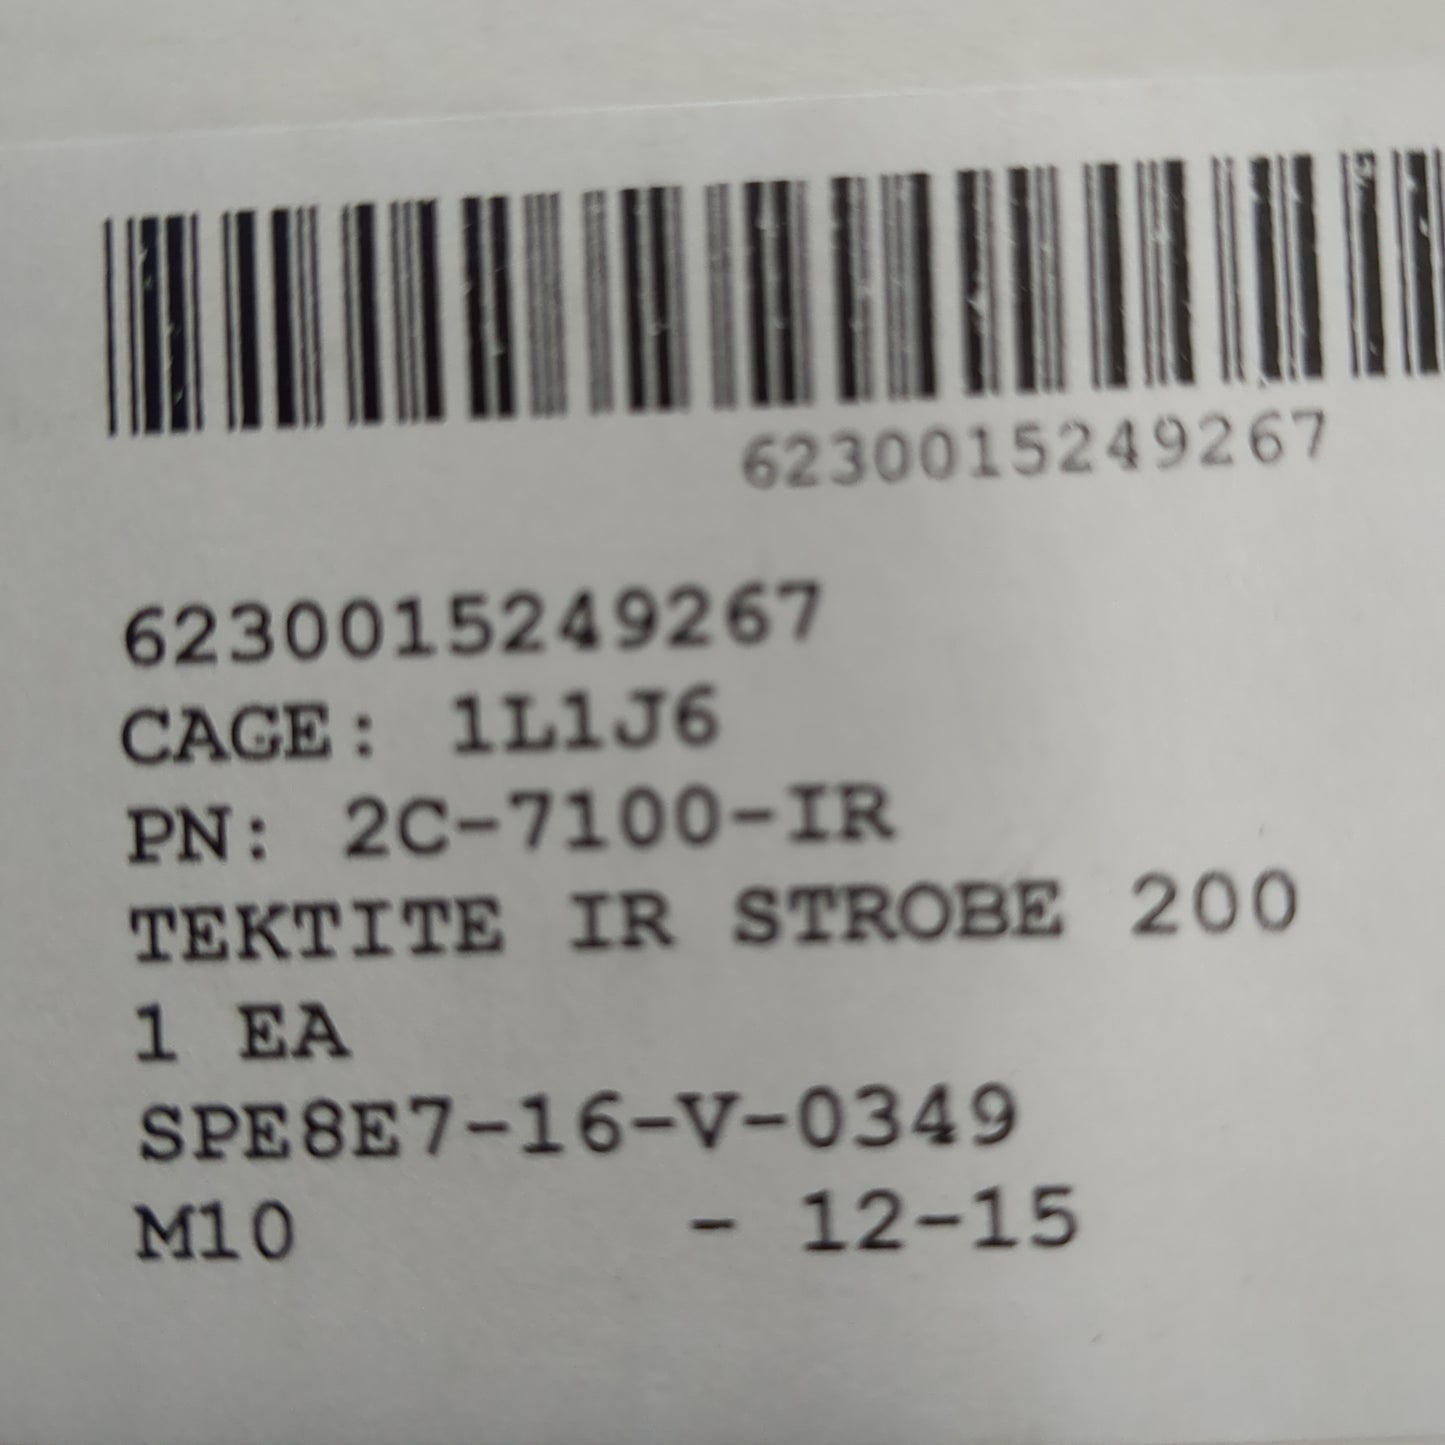 6230015249267
6230015249267
CAGE: 1L1J6
PN: 2C-7100-IR
TEKTITE IR STROBE 200
1 EA
SPE8E7-16-V-0349
M10 - 12-15